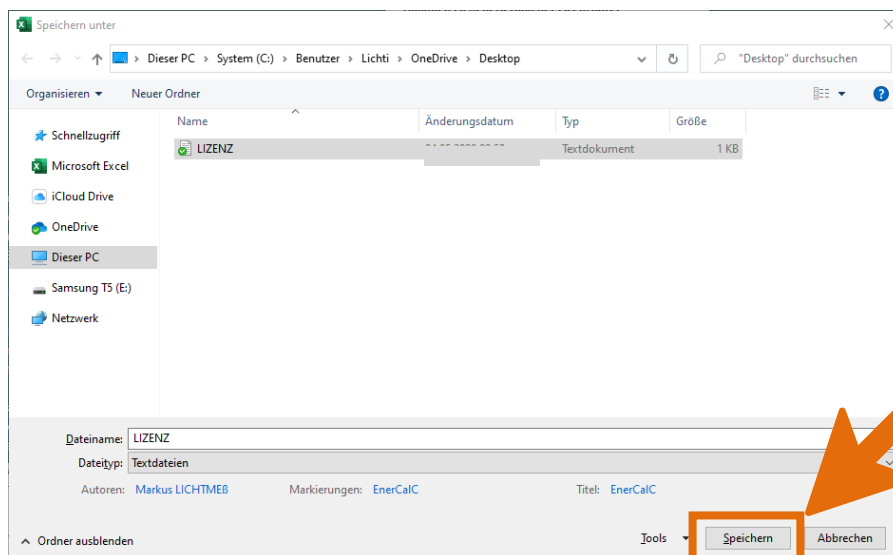 Speichern unter
Dieser PC > System (C:) > Benutzer > Lichti > OneDrive > Desktop
"Desktop" durchsuchen
Organisieren Neuer Ordner
Name Änderungsdatum Typ Größe
LIZENZ Textdokument 1 KB
Schnellzugriff
Microsoft Excel
iCloud Drive
OneDrive
Dieser PC
Samsung T5 (E:)
Netzwerk
Dateiname: LIZENZ
Dateityp: Textdateien
Autoren: Markus LICHTMEß Markierungen: EnerCalC Titel: EnerCalC
Ordner ausblenden Tools Speichern Abbrechen